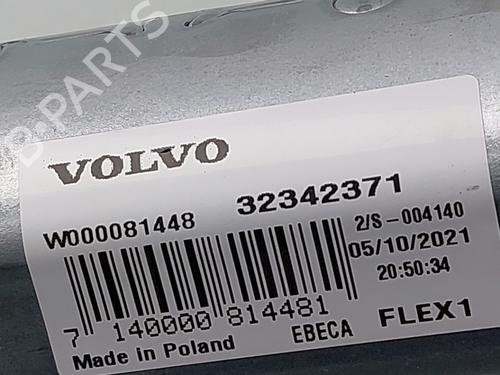 B-PARTS
VOLVO
W000081448 32342371
2/S-004140
05/10/2021
20:50:34
7 140000 814481
EBECA FLEX1
Made in Poland